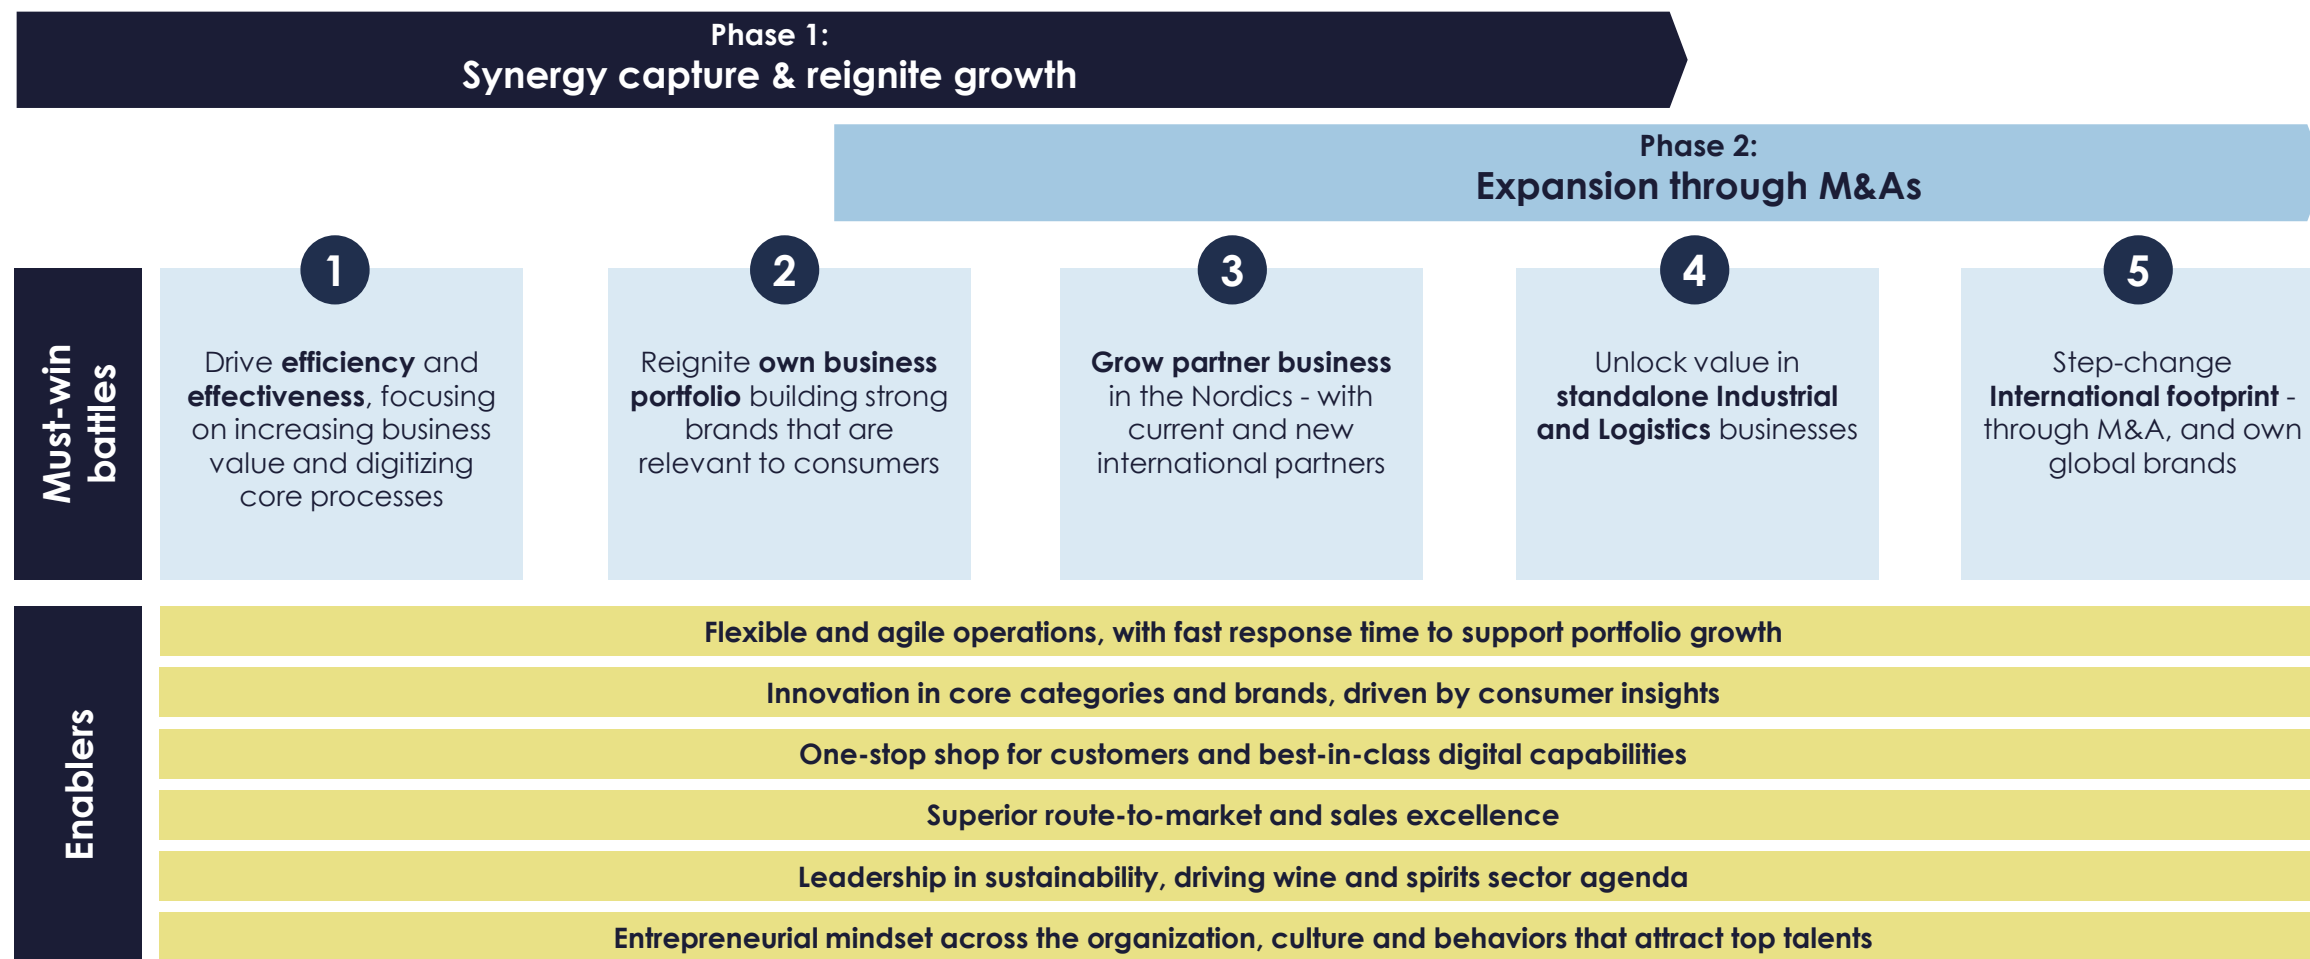 Phase 1:
Synergy capture & reignite growth
Phase 2:
Expansion through M&As
Must-win
battles
1
Drive efficiency and
effectiveness, focusing
on increasing business
value and digitizing
core processes
2
Reignite own business
portfolio building strong
brands that are
relevant to consumers
3
Grow partner business
in the Nordics - with
current and new
international partners
4
Unlock value in
standalone Industrial
and Logistics businesses
5
Step-change
International footprint -
through M&A, and own
global brands
Enablers
Flexible and agile operations, with fast response time to support portfolio growth
Innovation in core categories and brands, driven by consumer insights
One-stop shop for customers and best-in-class digital capabilities
Superior route-to-market and sales excellence
Leadership in sustainability, driving wine and spirits sector agenda
Entrepreneurial mindset across the organization, culture and behaviors that attract top talents